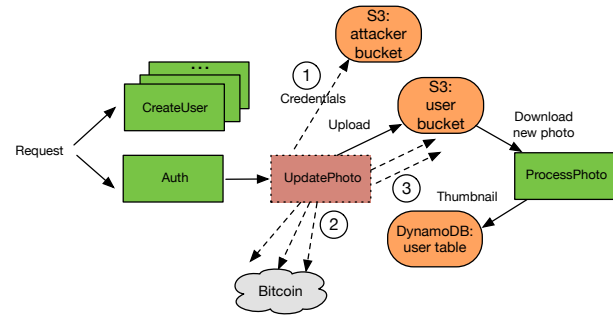 S3:
attacker
bucket
1
Credentials
...
CreateUser
Request
Auth
Upload
S3:
user
bucket
Download
new photo
UpdatePhoto
3
ProcessPhoto
Thumbnail
2
DynamoDB:
user table
Bitcoin